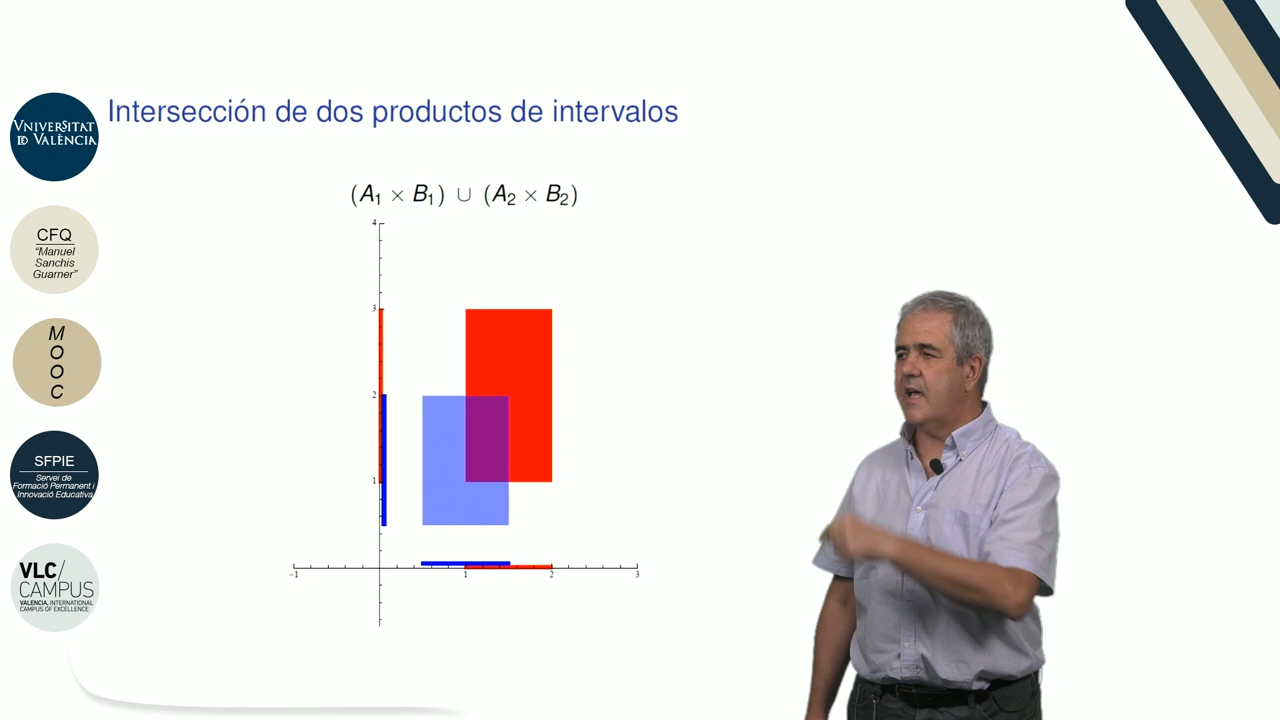 Intersección de dos productos de intervalos
(A₁ × B₁) ∪ (A₂ × B₂)
VNIVERSITAT
ID VALÈNCIA
CFQ
“Manuel
Sanchis
Guarner”
M
O
O
C
SFPIE
Servei de
Formació Permanent i
Innovació Educativa
VLC/
CAMPUS
VALENCIA, INTERNATIONAL
CAMPUS OF EXCELLENCE
4
3
2
1
−1
1
2
3